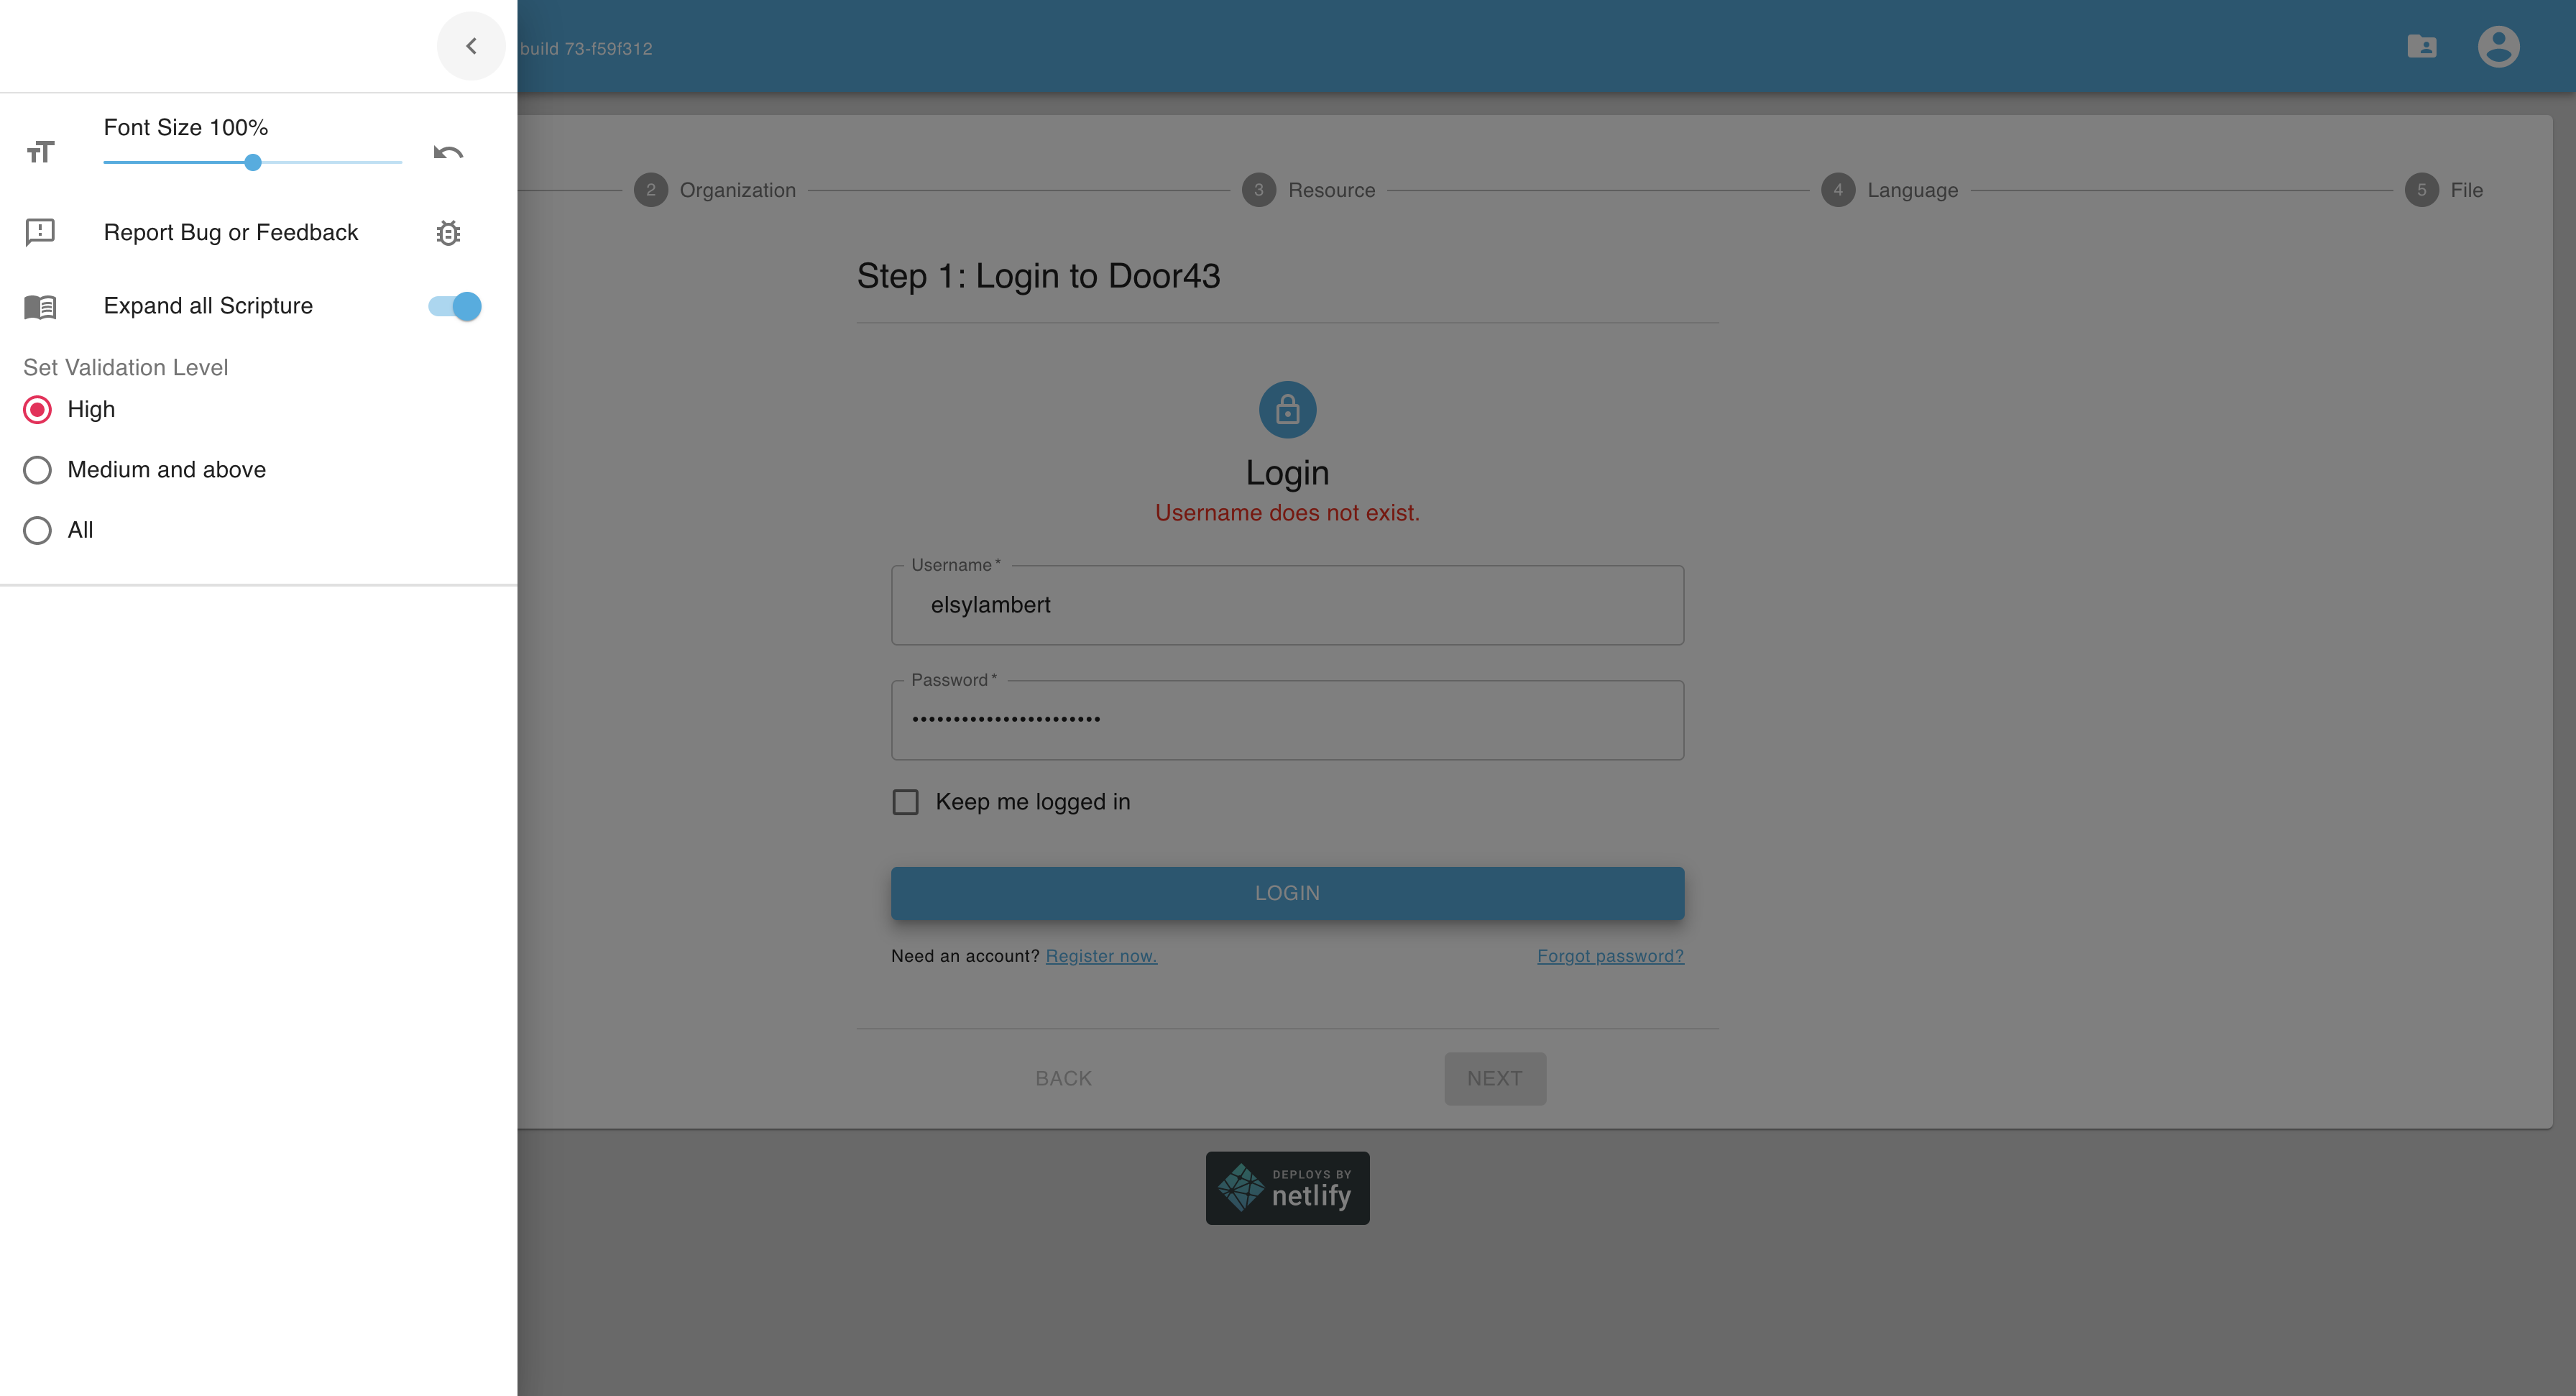 build 73-f59f312
Font Size 100%
Report Bug or Feedback
Expand all Scripture
Set Validation Level
High
Medium and above
All
2 Organization
3 Resource
4 Language
5 File
Step 1: Login to Door43
Login
Username does not exist.
Username *
elsylambert
Password *
••••••••••••••••••••••••
Keep me logged in
LOGIN
Need an account? Register now.
Forgot password?
BACK
NEXT
DEPLOYS BY
netlify